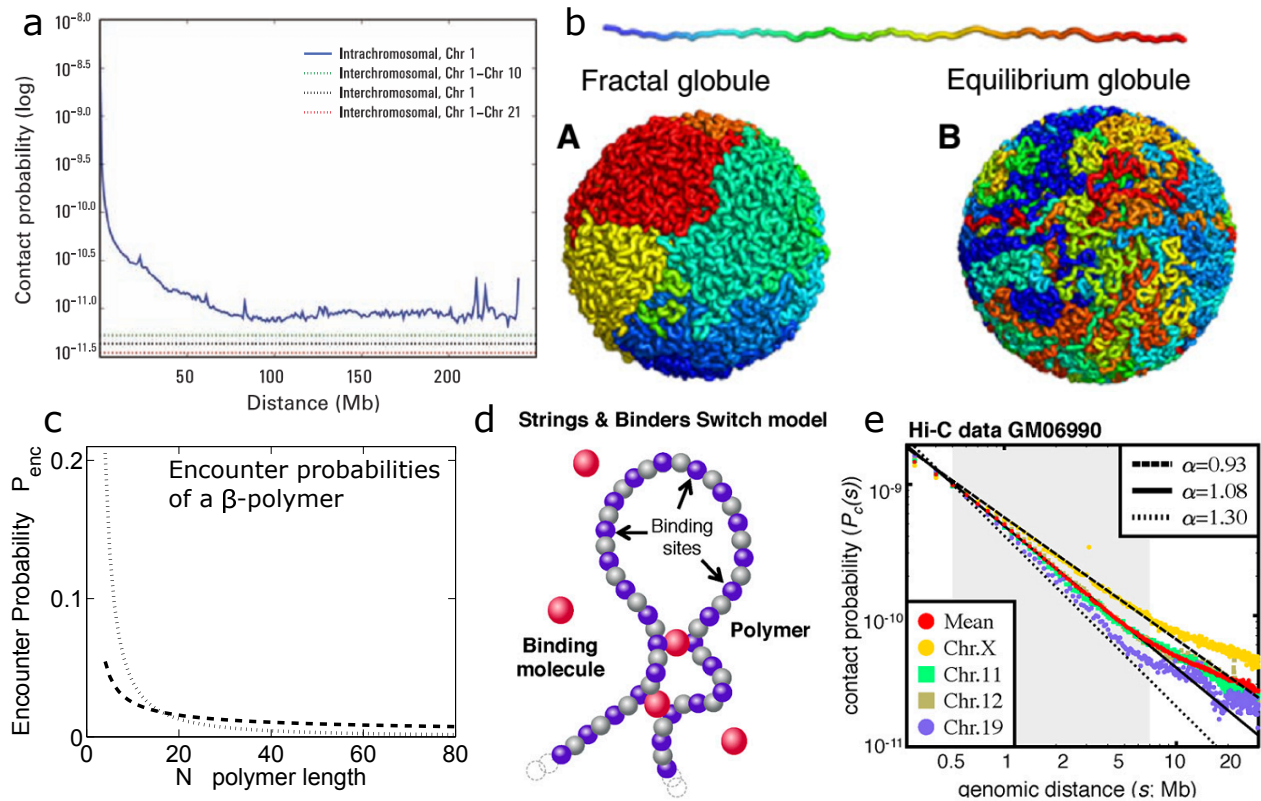 a
10^-8.0
10^-8.5
10^-9.0
10^-9.5
10^-10.0
10^-10.5
10^-11.0
10^-11.5
Contact probability (log)
Intrachromosomal, Chr 1
Interchromosomal, Chr 1–Chr 10
Interchromosomal, Chr 1
Interchromosomal, Chr 1–Chr 21
50 100 150 200
Distance (Mb)
b
Fractal globule Equilibrium globule
A B
c
Encounter probabilities
of a β-polymer
Encounter Probability P_enc
0.2
0.1
0
0 20 40 60 80
N polymer length
d
Strings & Binders Switch model
Binding
sites
Binding
molecule
Polymer
e
Hi-C data GM06990
α=0.93
α=1.08
α=1.30
contact probability (P_c(s))
10^-9
10^-10
10^-11
Mean
Chr.X
Chr.11
Chr.12
Chr.19
0.5 1 2 5 10 20
genomic distance (s; Mb)